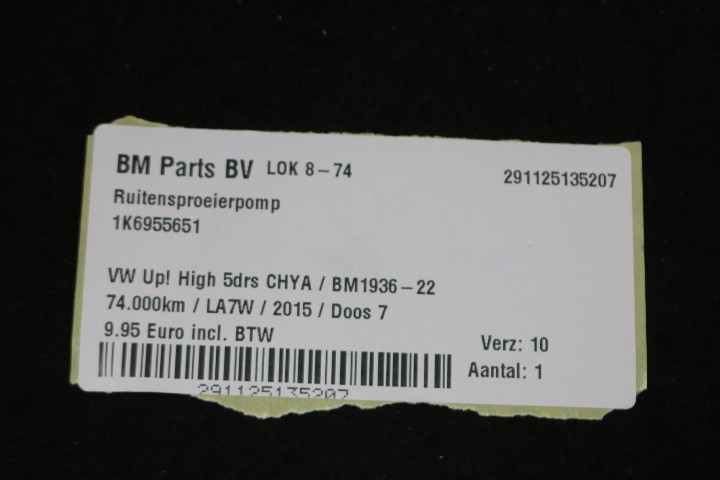 BM Parts BV LOK 8-74 291125135207
Ruitensproeierpomp
1K6955651
VW Up! High 5drs CHYA / BM1936-22
74.000km / LA7W / 2015 / Doos 7
9.95 Euro incl. BTW
Verz: 10
Aantal: 1
291125135207